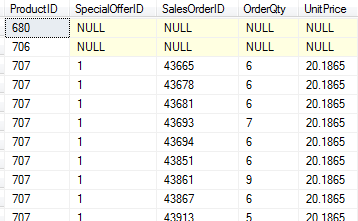 ProductID SpecialOfferID SalesOrderID OrderQty UnitPrice
680 NULL NULL NULL NULL
706 NULL NULL NULL NULL
707 1 43665 6 20.1865
707 1 43678 6 20.1865
707 1 43681 6 20.1865
707 1 43693 7 20.1865
707 1 43694 6 20.1865
707 1 43851 6 20.1865
707 1 43861 9 20.1865
707 1 43867 6 20.1865
707 1 43913 5 20.1865